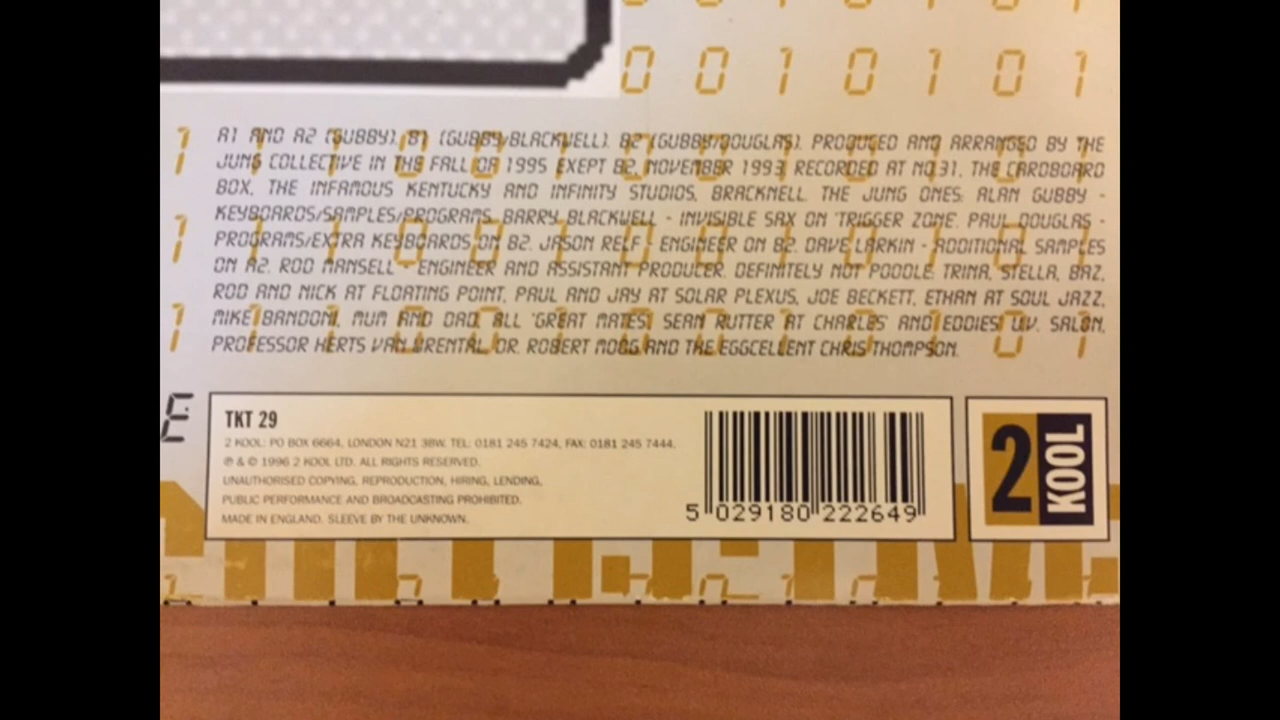 0 0 1 0 1 0 1
0 0 1 0 1 0 1
A1 AND A2 (GUBBY). B1 (GUBBY/BLACKWELL). B2 (GUBBY/DOUGLAS). PRODUCED AND ARRANGED BY THE
JUNG COLLECTIVE IN THE FALL OF 1995 EXEPT B2, NOVEMBER 1993. RECORDED AT NO.31, THE CARDBOARD
BOX, THE INFAMOUS KENTUCKY AND INFINITY STUDIOS, BRACKNELL. THE JUNG ONES: ALAN GUBBY -
KEYBOARDS/SAMPLES/PROGRAMS. BARRY BLACKWELL - INVISIBLE SAX ON 'TRIGGER ZONE'. PAUL DOUGLAS -
PROGRAMS/EXTRA KEYBOARDS ON B2. JASON RELF - ENGINEER ON B2. DAVE LARKIN - ADDITIONAL SAMPLES
ON A2. ROD MANSELL - ENGINEER AND ASSISTANT PRODUCER. DEFINITELY NOT POODLE: TRINA, STELLA, BAZ,
ROD AND NICK AT FLOATING POINT, PAUL AND JAY AT SOLAR PLEXUS, JOE BECKETT, ETHAN AT SOUL JAZZ,
MIKE BANDONI, MUM AND DAD, ALL 'GREAT MATES', SEAN RUTTER AT CHARLES' AND EDDIES U.V. SALON,
PROFESSOR HERTS VAN RENTAL, DR. ROBERT MOOG AND THE EGGCELLENT CHRIS THOMPSON.
E
TKT 29
2 KOOL: PO BOX 6664, LONDON N21 3BW. TEL: 0181 245 7424, FAX: 0181 245 7444.
℗ & © 1996 2 KOOL LTD. ALL RIGHTS RESERVED.
UNAUTHORISED COPYING, REPRODUCTION, HIRING, LENDING,
PUBLIC PERFORMANCE AND BROADCASTING PROHIBITED.
MADE IN ENGLAND. SLEEVE BY THE UNKNOWN.
5 029180 222649
2 KOOL